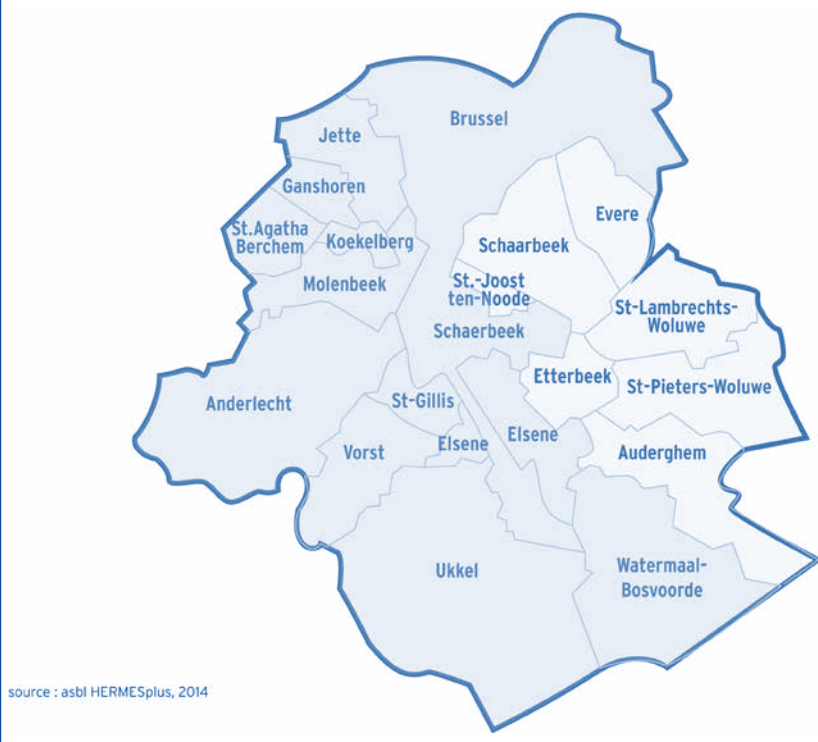 Brussel
Jette
Ganshoren
Evere
St.Agatha
Berchem
Koekelberg
Schaarbeek
Molenbeek
St.-Joost
ten-Noode
St-Lambrechts-
Woluwe
Schaerbeek
Etterbeek
St-Pieters-Woluwe
Anderlecht
St-Gillis
Elsene
Elsene
Vorst
Auderghem
Ukkel
Watermaal-
Bosvoorde
source : asbl HERMESplus, 2014